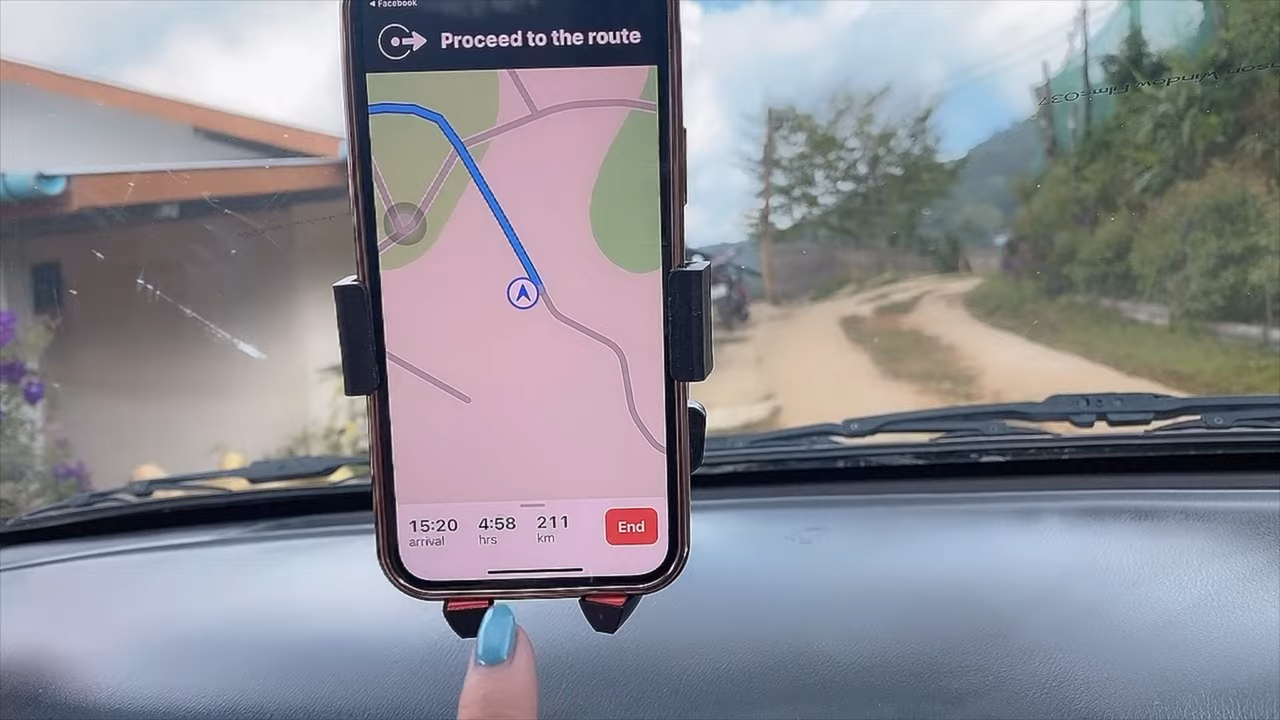 ◀ Facebook
Proceed to the route
15:20 4:58 211
arrival hrs km
End